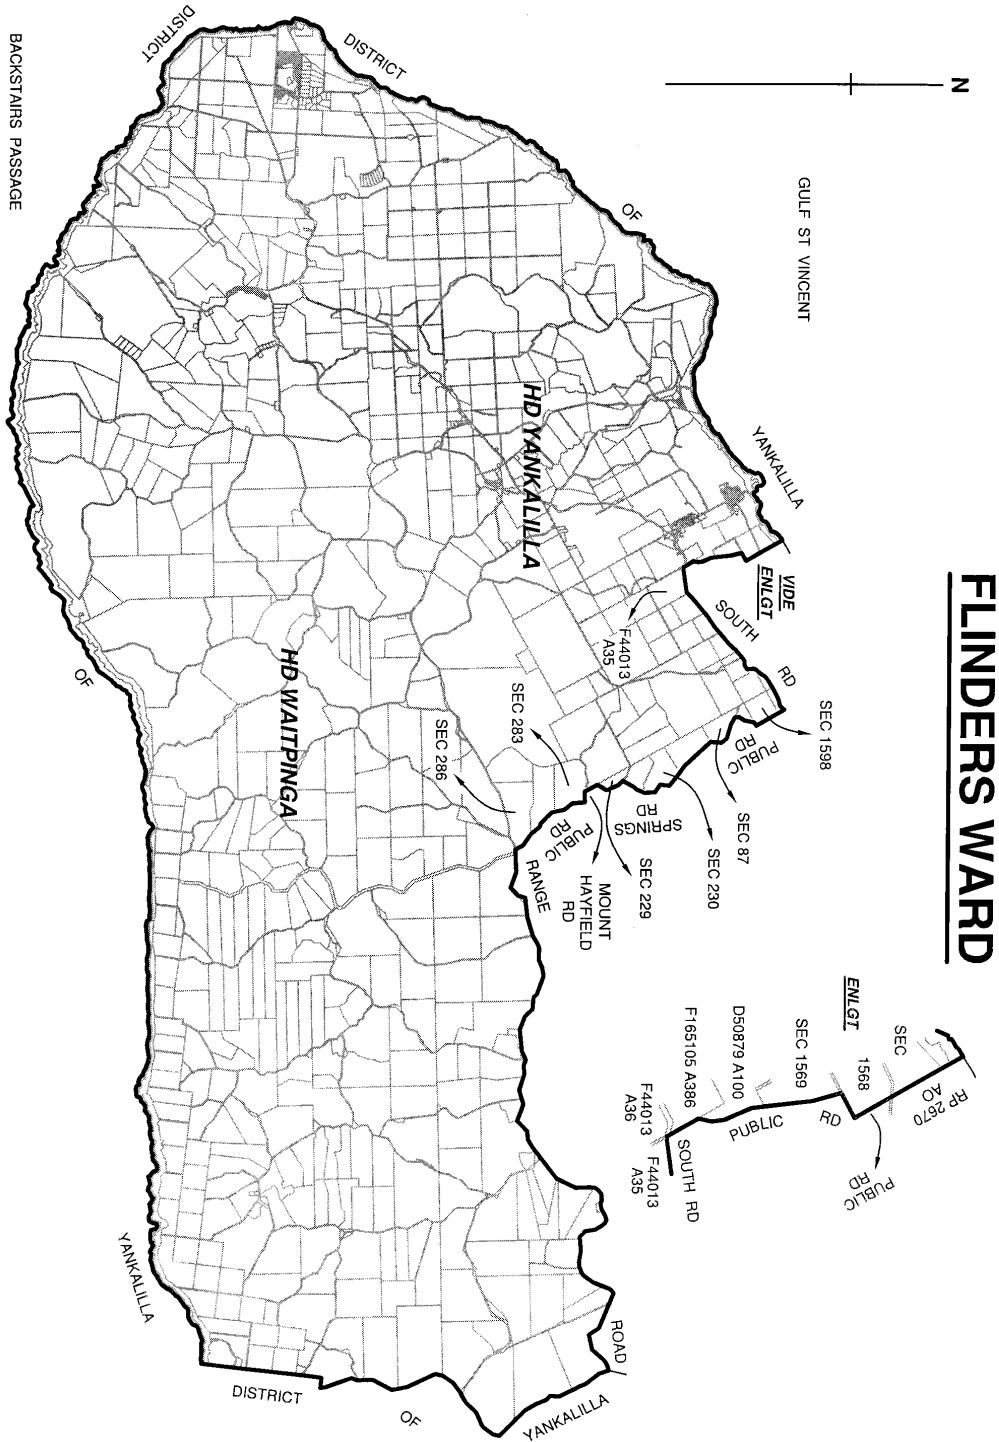 FLINDERS WARD
N
GULF ST VINCENT
BACKSTAIRS PASSAGE
DISTRICT
OF
YANKALILLA
DISTRICT
OF
YANKALILLA
DISTRICT
OF
YANKALILLA
HD YANKALILLA
HD WAITPINGA
VIDE
ENLGT
SOUTH
RD
F44013
A35
SEC 1598
PUBLIC
RD
SEC 87
SEC 230
SPRINGS
RD
SEC 229
MOUNT
HAYFIELD
RD
PUBLIC
RD
SEC 283
SEC 286
RANGE
ROAD
ENLGT
SEC
1568
RP 2670
AO
PUBLIC
RD
SEC 1569
PUBLIC
RD
D50879 A100
F165105 A386
SOUTH RD
F44013
A36
F44013
A35